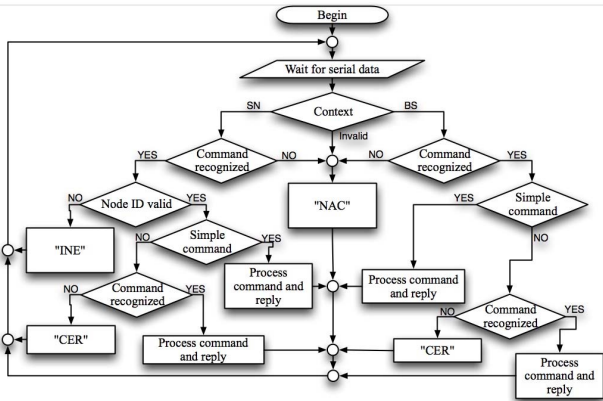 Begin
Wait for serial data
SN
Context
BS
Invalid
YES
Command
recognized
NO
NO
Command
recognized
YES
NO
Node ID valid
YES
"NAC"
YES
Simple
command
"INE"
NO
Simple
command
YES
NO
Process
command and
reply
Process command
and reply
NO
Command
recognized
YES
NO
Command
recognized
YES
"CER"
Process command
and reply
"CER"
Process
command and
reply